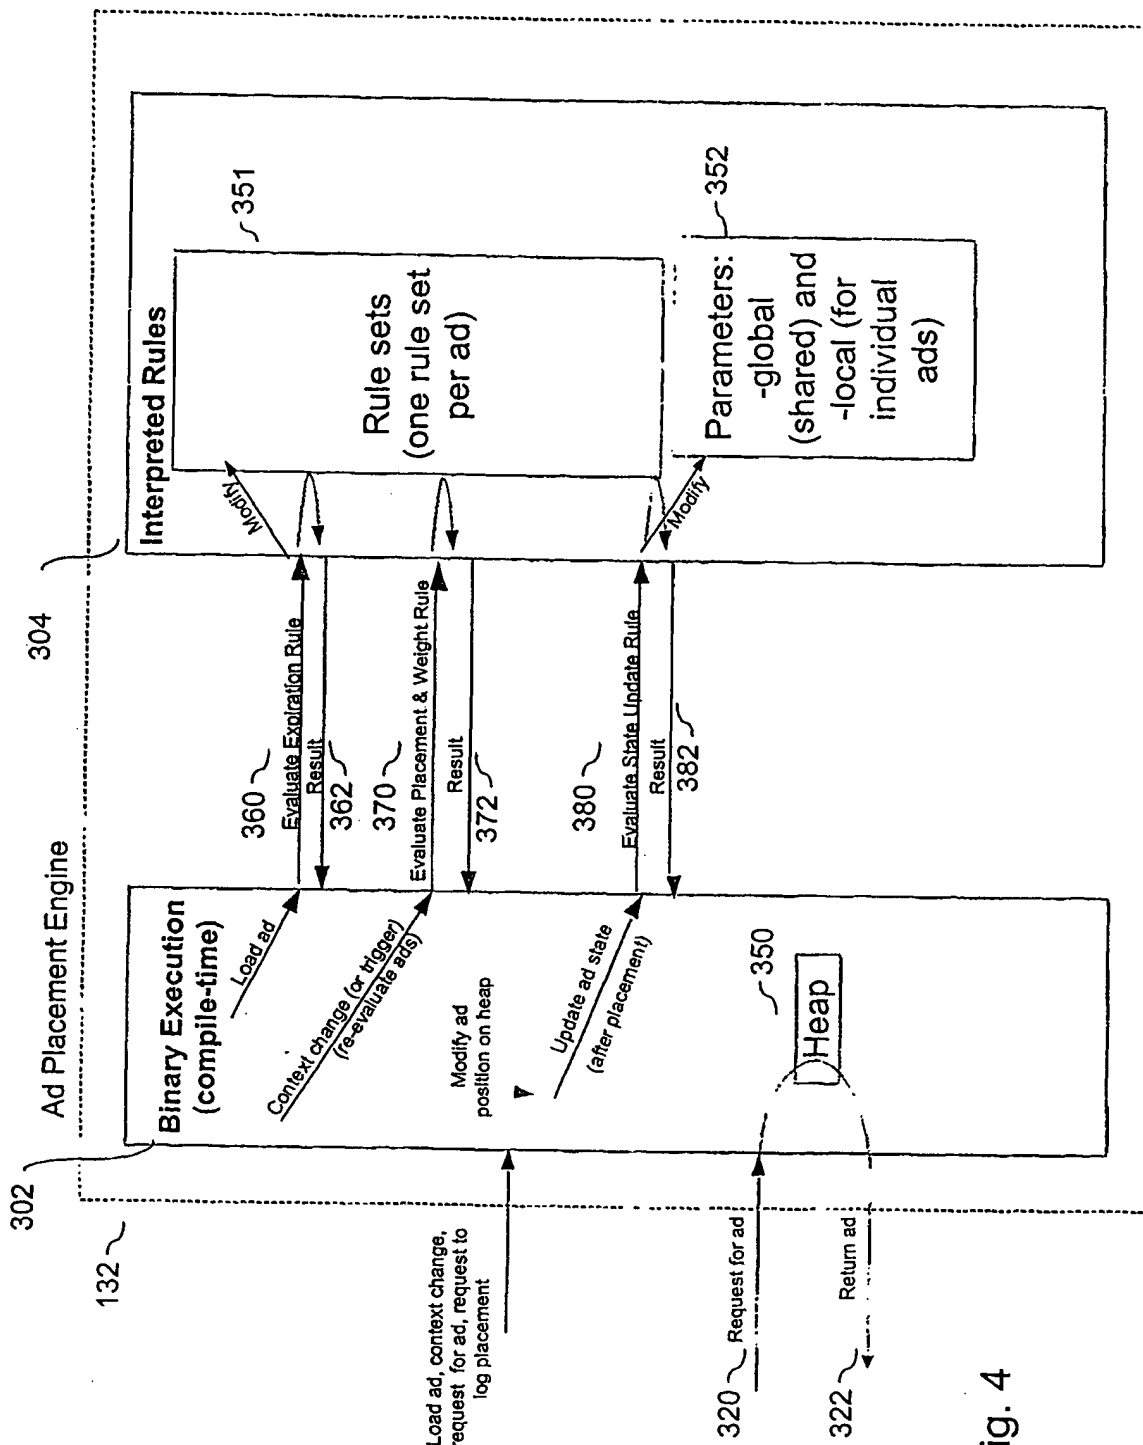 Ad Placement Engine
132
302
304
Binary Execution
(compile-time)
Load ad
Context change (or trigger)
(re-evaluate ads)
Modify ad
position on heap
Update ad state
(after placement)
350
Heap
Load ad, context change,
request for ad, request to
log placement
320
Request for ad
322
Return ad
360
Evaluate Expiration Rule
Result
362
370
Evaluate Placement & Weight Rule
Result
372
380
Evaluate State Update Rule
Result
382
Interpreted Rules
Modify
351
Rule sets
(one rule set
per ad)
Modify
352
Parameters:
-global
(shared) and
-local (for
individual
ads)
ig. 4